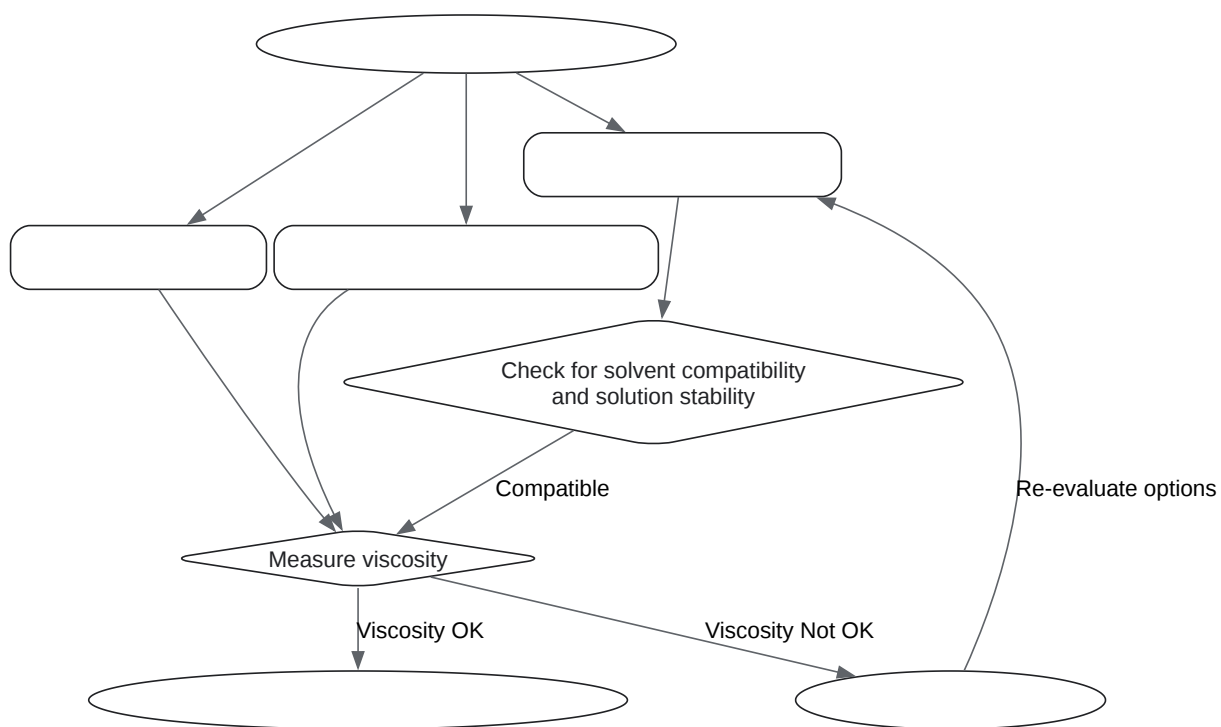 Check for solvent compatibility
and solution stability
Compatible
Re-evaluate options
Measure viscosity
Viscosity OK
Viscosity Not OK